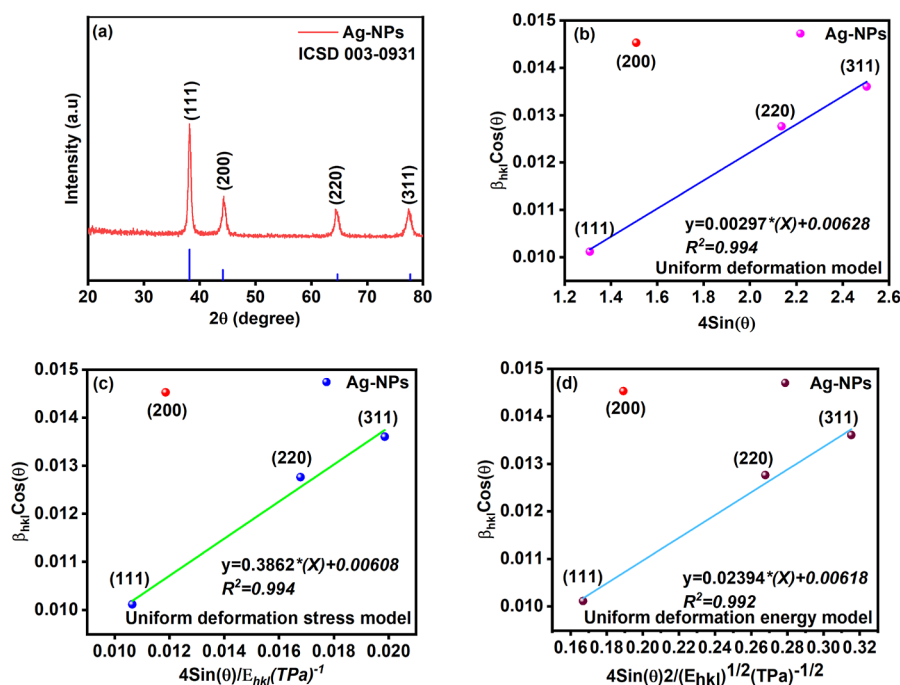 (a)
Ag-NPs
ICSD 003-0931
(111)
(200)
(220)
(311)
Intensity (a.u)
20 30 40 50 60 70 80
2θ (degree)
(b)
Ag-NPs
(200)
(311)
(220)
(111)
y=0.00297*(X)+0.00628
R²=0.994
Uniform deformation model
β_hkl Cos(θ)
0.015
0.014
0.013
0.012
0.011
0.010
1.2 1.4 1.6 1.8 2.0 2.2 2.4 2.6
4Sin(θ)
(c)
Ag-NPs
(200)
(311)
(220)
(111)
y=0.3862*(X)+0.00608
R²=0.994
Uniform deformation stress model
β_hkl Cos(θ)
0.015
0.014
0.013
0.012
0.011
0.010
0.010 0.012 0.014 0.016 0.018 0.020
4Sin(θ)/E_hkl(TPa)⁻¹
(d)
Ag-NPs
(200)
(311)
(220)
(111)
y=0.02394*(X)+0.00618
R²=0.992
Uniform deformation energy model
β_hkl Cos(θ)
0.015
0.014
0.013
0.012
0.011
0.010
0.16 0.18 0.20 0.22 0.24 0.26 0.28 0.30 0.32
4Sin(θ)2/(E_hkl)^1/2(TPa)^-1/2